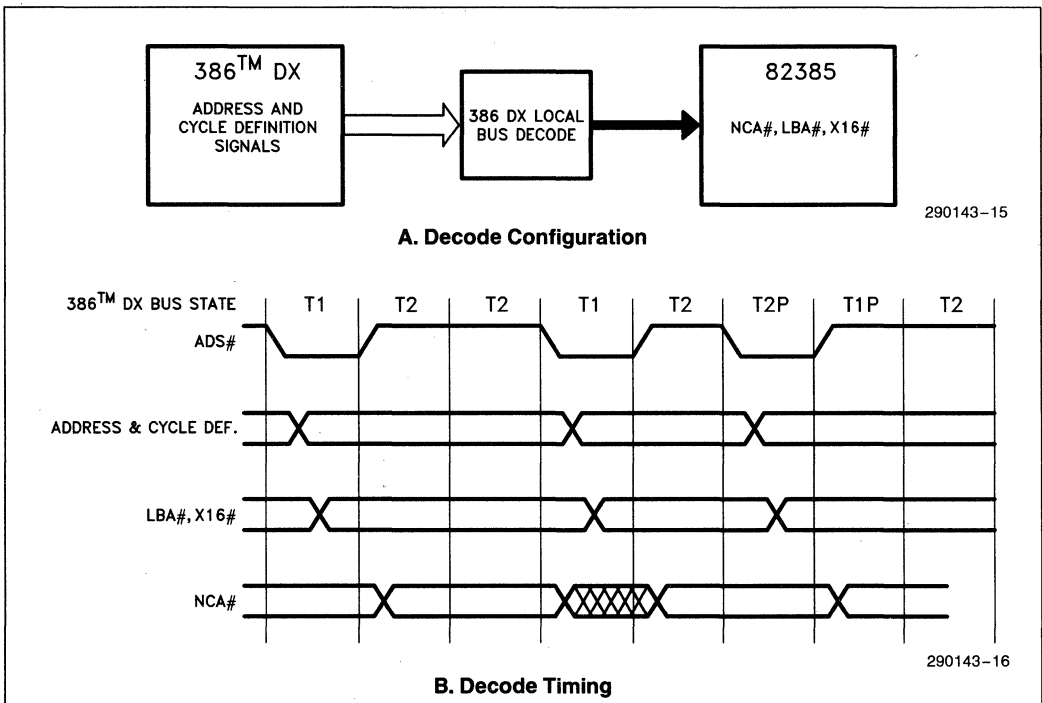 386™ DX
ADDRESS AND
CYCLE DEFINITION
SIGNALS
386 DX LOCAL
BUS DECODE
82385
NCA#, LBA#, X16#
290143-15
A. Decode Configuration
386™ DX BUS STATE T1 T2 T2 T1 T2 T2P T1P T2
ADS#
ADDRESS & CYCLE DEF.
LBA#, X16#
NCA#
290143-16
B. Decode Timing